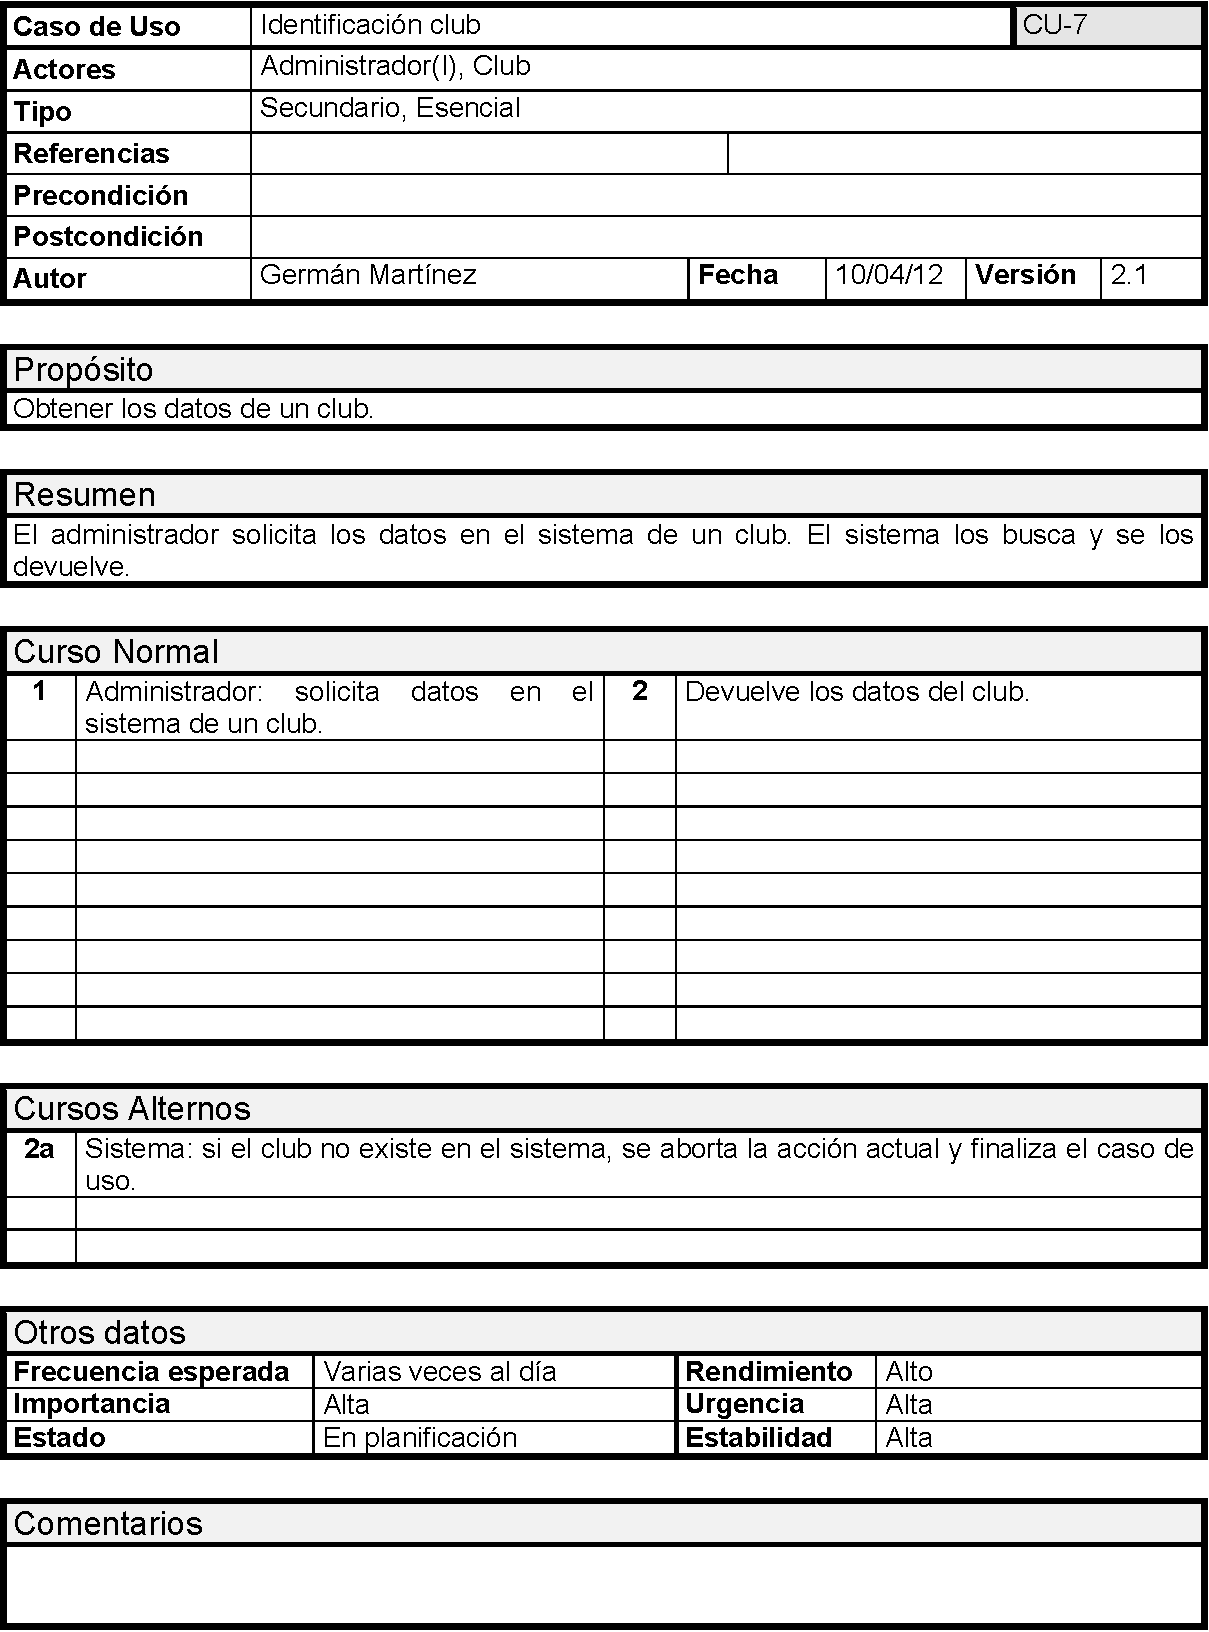 Caso de Uso Identificación club CU-7
Actores Administrador(I), Club
Tipo Secundario, Esencial
Referencias
Precondición
Postcondición
Autor Germán Martínez Fecha 10/04/12 Versión 2.1
Propósito
Obtener los datos de un club.
Resumen
El administrador solicita los datos en el sistema de un club. El sistema los busca y se los
devuelve.
Curso Normal
1 Administrador: solicita datos en el
sistema de un club.
2 Devuelve los datos del club.
Cursos Alternos
2a Sistema: si el club no existe en el sistema, se aborta la acción actual y finaliza el caso de
uso.
Otros datos
Frecuencia esperada Varias veces al día Rendimiento Alto
Importancia Alta Urgencia Alta
Estado En planificación Estabilidad Alta
Comentarios